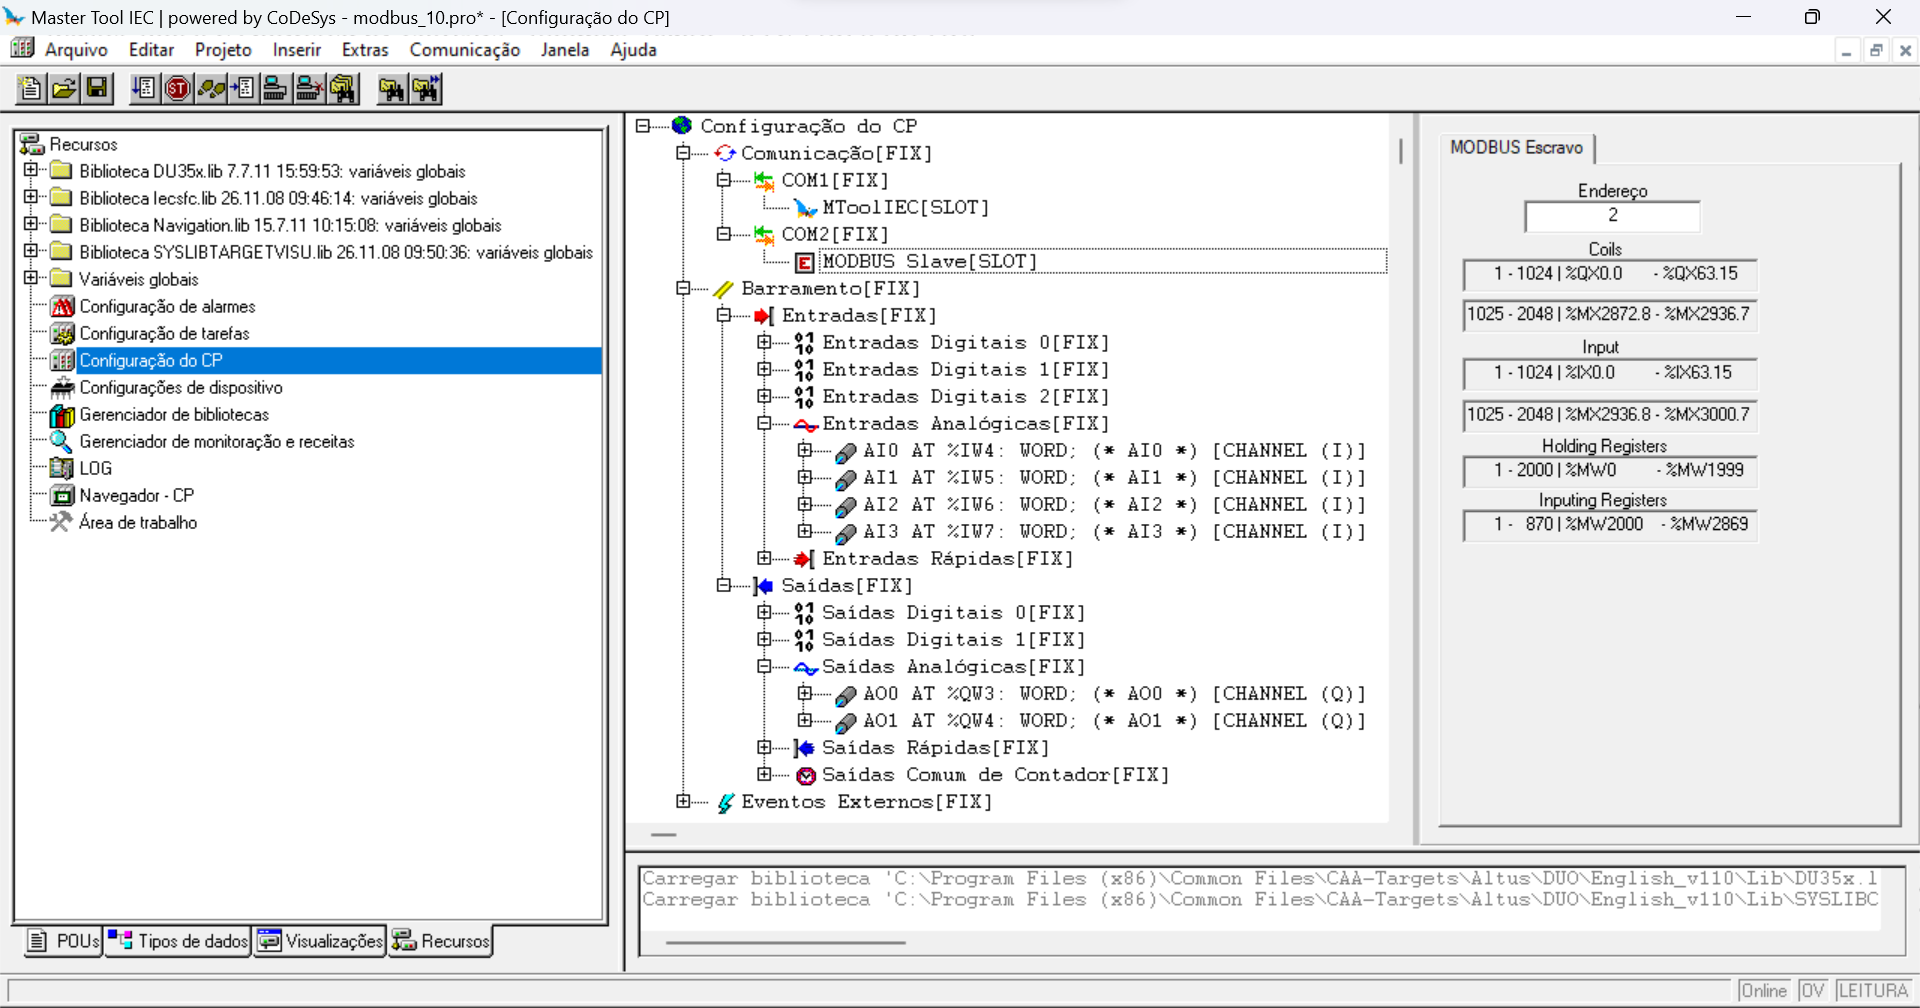 Master Tool IEC | powered by CoDeSys - modbus_10.pro* - [Configuração do CP]
Arquivo Editar Projeto Inserir Extras Comunicação Janela Ajuda
Recursos
Biblioteca DU35x.lib 7.7.11 15:59:53: variáveis globais
Biblioteca Iecsfc.lib 26.11.08 09:46:14: variáveis globais
Biblioteca Navigation.lib 15.7.11 10:15:08: variáveis globais
Biblioteca SYSLIBTARGETVISU.lib 26.11.08 09:50:36: variáveis globais
Variáveis globais
Configuração de alarmes
Configuração de tarefas
Configuração do CP
Configurações de dispositivo
Gerenciador de bibliotecas
Gerenciador de monitoração e receitas
LOG
Navegador - CP
Área de trabalho
POUs Tipos de dados Visualizações Recursos
Configuração do CP
Comunicação[FIX]
COM1[FIX]
MToolIEC[SLOT]
COM2[FIX]
MODBUS Slave[SLOT]
Barramento[FIX]
Entradas[FIX]
Entradas Digitais 0[FIX]
Entradas Digitais 1[FIX]
Entradas Digitais 2[FIX]
Entradas Analógicas[FIX]
AI0 AT %IW4: WORD; (* AI0 *) [CHANNEL (I)]
AI1 AT %IW5: WORD; (* AI1 *) [CHANNEL (I)]
AI2 AT %IW6: WORD; (* AI2 *) [CHANNEL (I)]
AI3 AT %IW7: WORD; (* AI3 *) [CHANNEL (I)]
Entradas Rápidas[FIX]
Saídas[FIX]
Saídas Digitais 0[FIX]
Saídas Digitais 1[FIX]
Saídas Analógicas[FIX]
AO0 AT %QW3: WORD; (* AO0 *) [CHANNEL (Q)]
AO1 AT %QW4: WORD; (* AO1 *) [CHANNEL (Q)]
Saídas Rápidas[FIX]
Saídas Comum de Contador[FIX]
Eventos Externos[FIX]
MODBUS Escravo
Endereço
2
Coils
1 - 1024 | %QX0.0 - %QX63.15
1025 - 2048 | %MX2872.8 - %MX2936.7
Input
1 - 1024 | %IX0.0 - %IX63.15
1025 - 2048 | %MX2936.8 - %MX3000.7
Holding Registers
1 - 2000 | %MW0 - %MW1999
Inputing Registers
1 - 870 | %MW2000 - %MW2869
Carregar biblioteca 'C:\Program Files (x86)\Common Files\CAA-Targets\Altus\DUO\English_v110\Lib\DU35x.l
Carregar biblioteca 'C:\Program Files (x86)\Common Files\CAA-Targets\Altus\DUO\English_v110\Lib\SYSLIBC
Online OV LEITURA